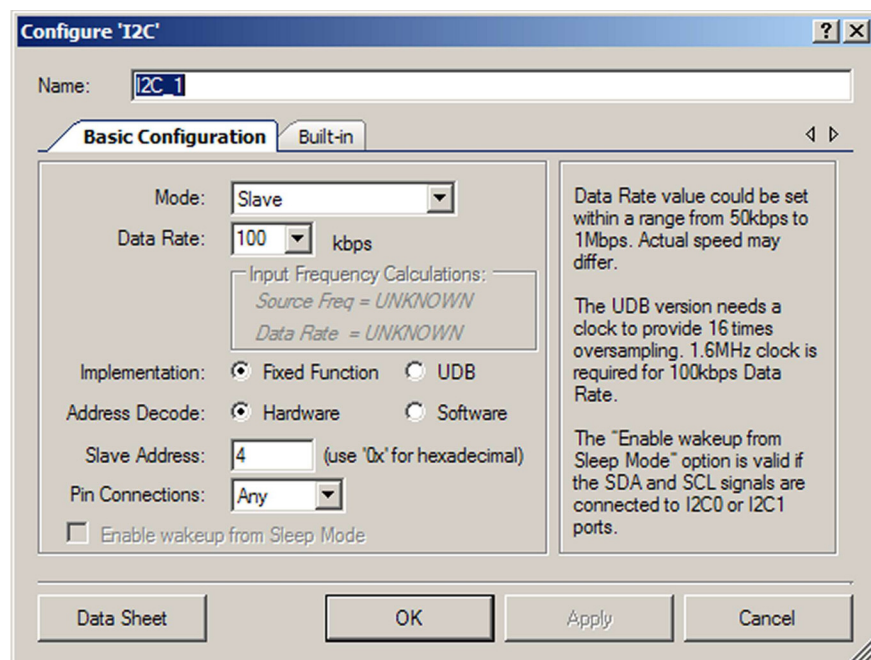 Configure 'I2C'
Name: I2C_1
Basic Configuration Built-in
Mode: Slave
Data Rate: 100 kbps
Input Frequency Calculations:
Source Freq = UNKNOWN
Data Rate = UNKNOWN
Implementation: Fixed Function UDB
Address Decode: Hardware Software
Slave Address: 4 (use '0x' for hexadecimal)
Pin Connections: Any
Enable wakeup from Sleep Mode
Data Rate value could be set
within a range from 50kbps to
1Mbps. Actual speed may
differ.
The UDB version needs a
clock to provide 16 times
oversampling. 1.6MHz clock is
required for 100kbps Data
Rate.
The "Enable wakeup from
Sleep Mode" option is valid if
the SDA and SCL signals are
connected to I2C0 or I2C1
ports.
Data Sheet OK Apply Cancel